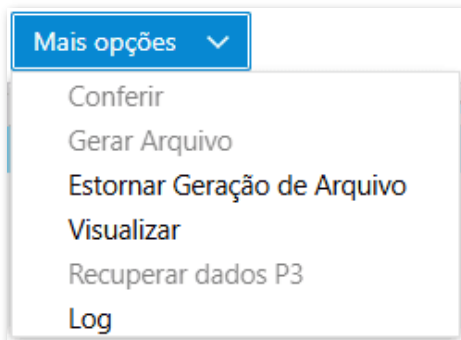 Mais opções
Conferir
Gerar Arquivo
Estornar Geração de Arquivo
Visualizar
Recuperar dados P3
Log